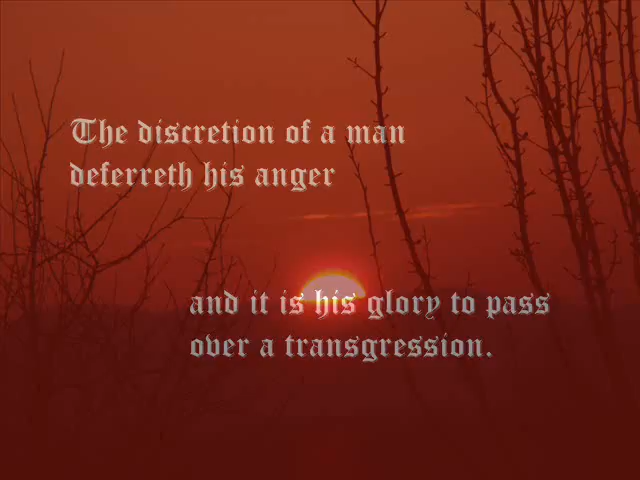 The discretion of a man
deferreth his anger
and it is his glory to pass
over a transgression.